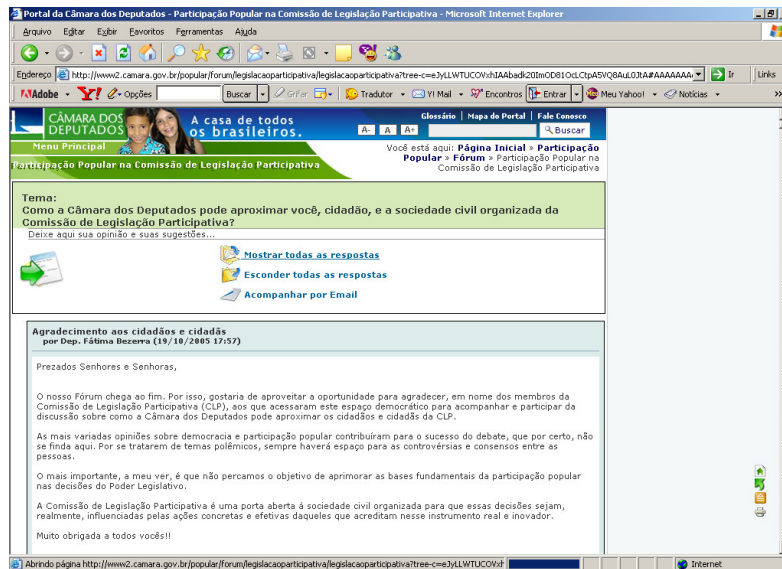 Portal da Câmara dos Deputados - Participação Popular na Comissão de Legislação Participativa - Microsoft Internet Explorer
Arquivo Editar Exibir Favoritos Ferramentas Ajuda
Endereço http://www2.camara.gov.br/popular/forum/legislacaoparticipativa/legislacaoparticipativa?tree-c= Ir Links
Adobe Y! Opções Buscar Grifar Tradutor Y! Mail Encontros Entrar Meu Yahoo! Notícias
CÂMARA DOS DEPUTADOS
A casa de todos os brasileiros.
Glossário | Mapa do Portal | Fale Conosco
A- A A+ Buscar
Menu Principal
Participação Popular na Comissão de Legislação Participativa
Você está aqui: Página Inicial » Participação
Popular » Fórum » Participação Popular na
Comissão de Legislação Participativa
Tema:
Como a Câmara dos Deputados pode aproximar você, cidadão, e a sociedade civil organizada da
Comissão de Legislação Participativa?
Deixe aqui sua opinião e suas sugestões...
Mostrar todas as respostas
Esconder todas as respostas
Acompanhar por Email
Agradecimento aos cidadãos e cidadãs
por Dep. Fátima Bezerra (19/10/2005 17:57)
Prezados Senhores e Senhoras,
O nosso Fórum chega ao fim. Por isso, gostaria de aproveitar a oportunidade para agradecer, em nome dos membros da
Comissão de Legislação Participativa (CLP), aos que acessaram este espaço democrático para acompanhar e participar da
discussão sobre como a Câmara dos Deputados pode aproximar os cidadãos e cidadãs da CLP.
As mais variadas opiniões sobre democracia e participação popular contribuíram para o sucesso do debate, que por certo, não
se finda aqui. Por se tratarem de temas polêmicos, sempre haverá espaço para as controvérsias e consensos entre as
pessoas.
O mais importante, a meu ver, é que não percamos o objetivo de aprimorar as bases fundamentais da participação popular
nas decisões do Poder Legislativo.
A Comissão de Legislação Participativa é uma porta aberta à sociedade civil organizada para que essas decisões sejam,
realmente, influenciadas pelas ações concretas e efetivas daqueles que acreditam nesse instrumento real e inovador.
Muito obrigada a todos vocês!!
Abrindo página http://www2.camara.gov.br/popular/forum/legislacaoparticipativa/legislacaoparticipativa?tree-c= Internet